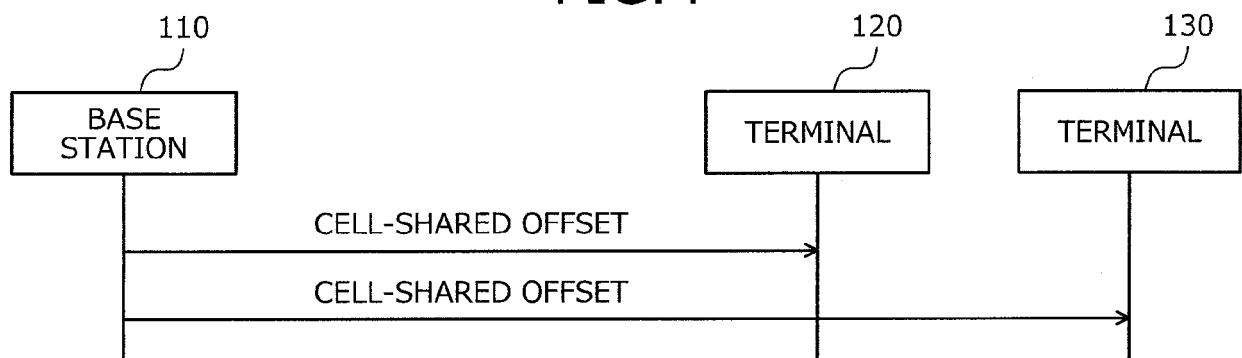 110
120
130
BASE
STATION
TERMINAL
TERMINAL
CELL-SHARED OFFSET
CELL-SHARED OFFSET